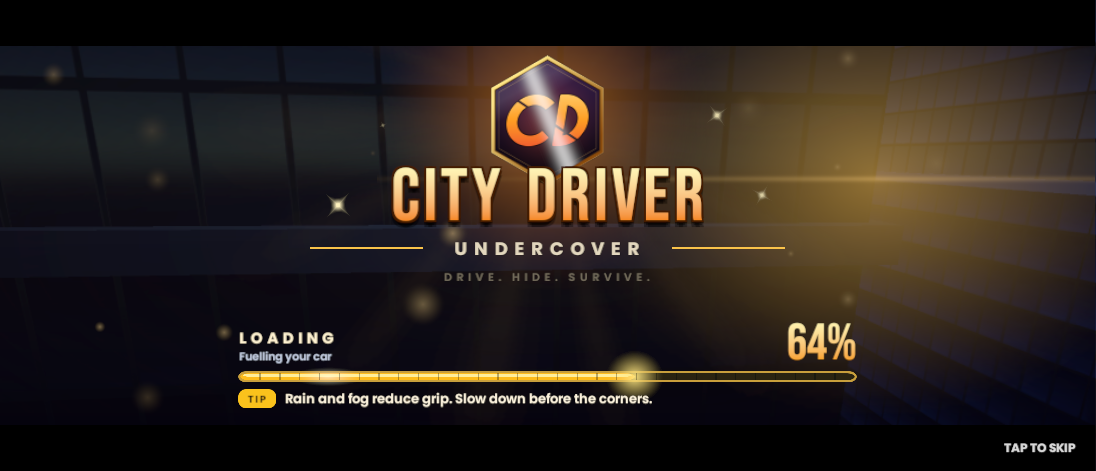 CD
CITY DRIVER
UNDERCOVER
DRIVE. HIDE. SURVIVE.
LOADING
64%
Fuelling your car
TIP Rain and fog reduce grip. Slow down before the corners.
TAP TO SKIP